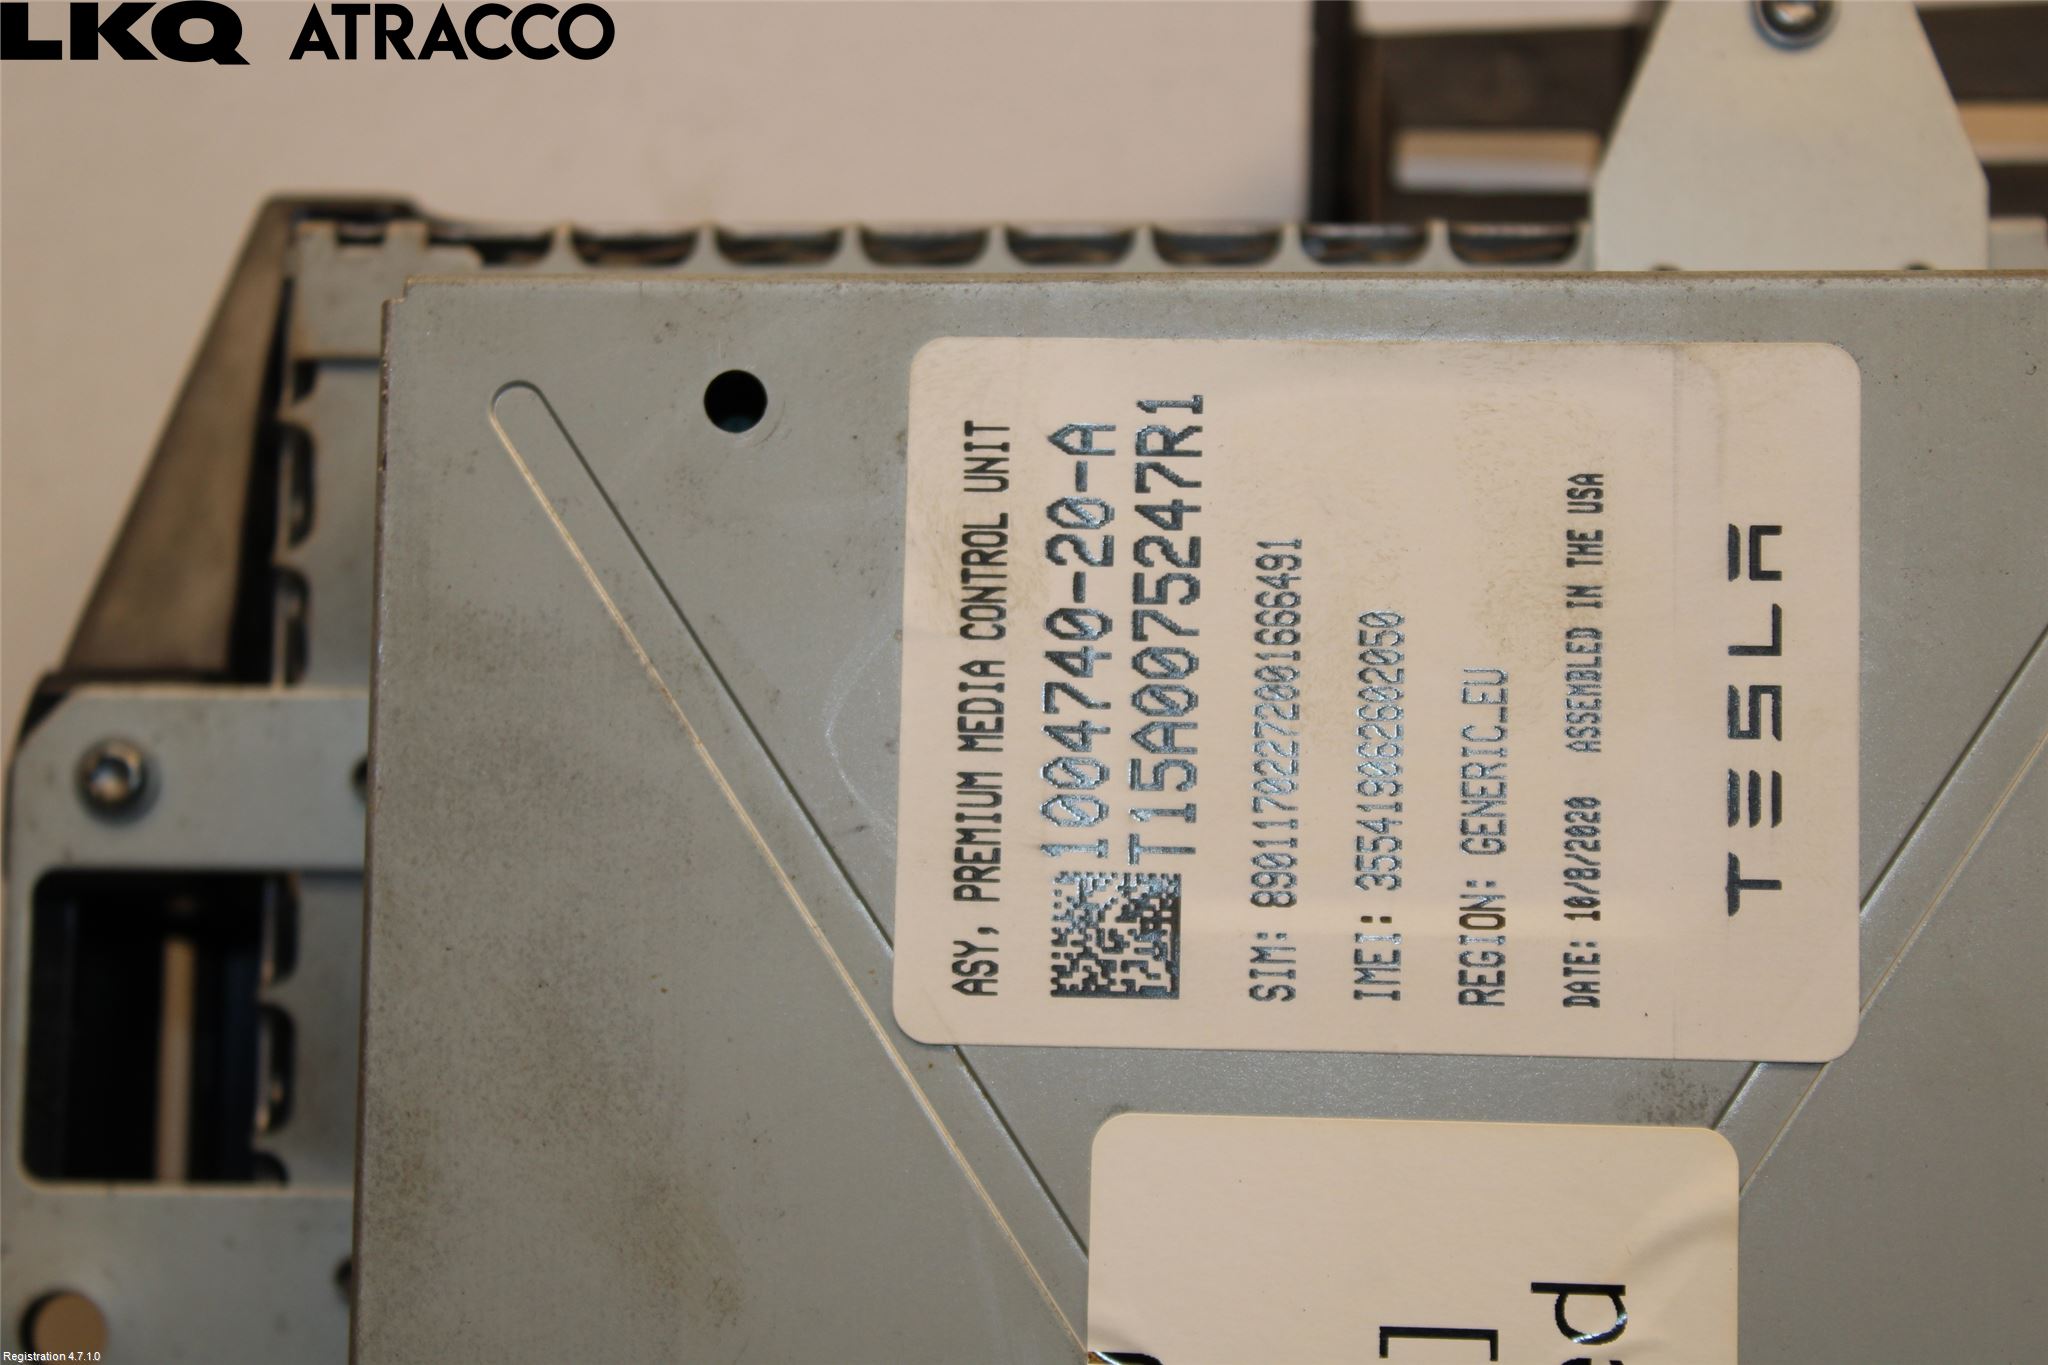 LKQ ATRACCO
ASY, PREMIUM MEDIA CONTROL UNIT
1004740-20-A
T15A0075247R1
SIM: 8901170227200166491
IMEI: 355419062602050
REGION: GENERIC_EU
DATE: 10/8/2020 ASSEMBLED IN THE USA
TESLA
Registration 4.7.1.0